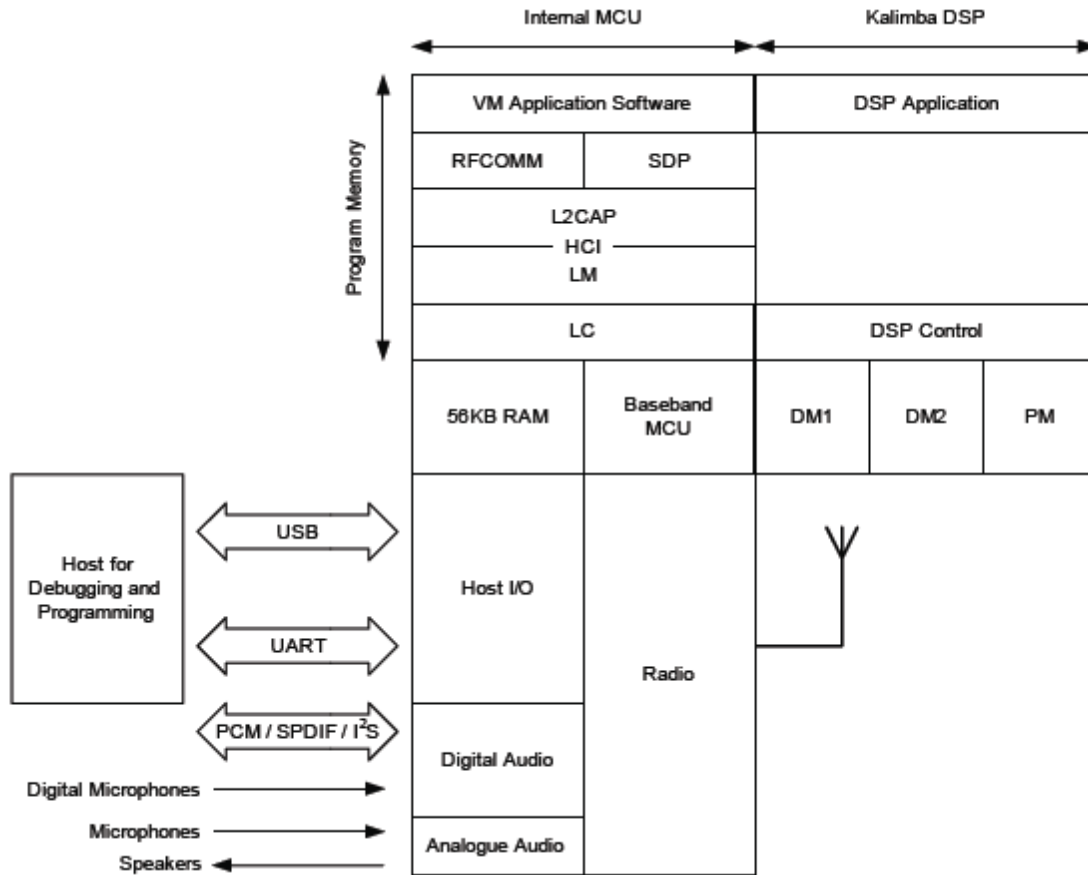 Internal MCU
Kalimba DSP
Program Memory
VM Application Software
DSP Application
RFCOMM
SDP
L2CAP
HCI
LM
LC
DSP Control
56KB RAM
Baseband
MCU
DM1
DM2
PM
Host for
Debugging and
Programming
USB
UART
PCM / SPDIF / I²S
Host I/O
Radio
Digital Audio
Digital Microphones
Microphones
Analogue Audio
Speakers